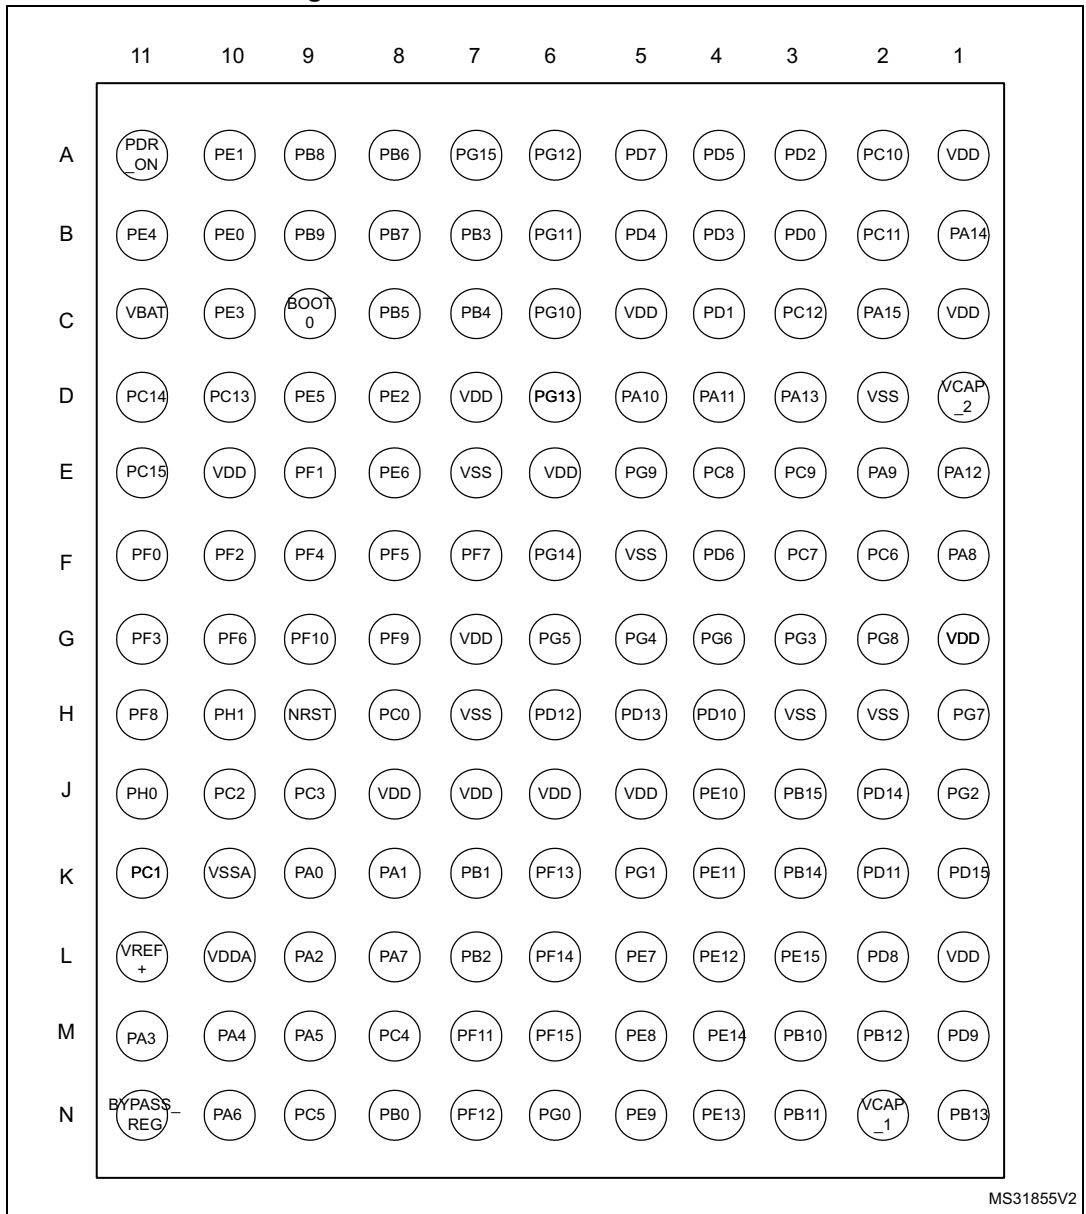 11 10 9 8 7 6 5 4 3 2 1
A PDR_ON PE1 PB8 PB6 PG15 PG12 PD7 PD5 PD2 PC10 VDD
B PE4 PE0 PB9 PB7 PB3 PG11 PD4 PD3 PD0 PC11 PA14
C VBAT PE3 BOOT0 PB5 PB4 PG10 VDD PD1 PC12 PA15 VDD
D PC14 PC13 PE5 PE2 VDD PG13 PA10 PA11 PA13 VSS VCAP_2
E PC15 VDD PF1 PE6 VSS VDD PG9 PC8 PC9 PA9 PA12
F PF0 PF2 PF4 PF5 PF7 PG14 VSS PD6 PC7 PC6 PA8
G PF3 PF6 PF10 PF9 VDD PG5 PG4 PG6 PG3 PG8 VDD
H PF8 PH1 NRST PC0 VSS PD12 PD13 PD10 VSS VSS PG7
J PH0 PC2 PC3 VDD VDD VDD VDD PE10 PB15 PD14 PG2
K PC1 VSSA PA0 PA1 PB1 PF13 PG1 PE11 PB14 PD11 PD15
L VREF+ VDDA PA2 PA7 PB2 PF14 PE7 PE12 PE15 PD8 VDD
M PA3 PA4 PA5 PC4 PF11 PF15 PE8 PE14 PB10 PB12 PD9
N BYPASS_REG PA6 PC5 PB0 PF12 PG0 PE9 PE13 PB11 VCAP_1 PB13
MS31855V2